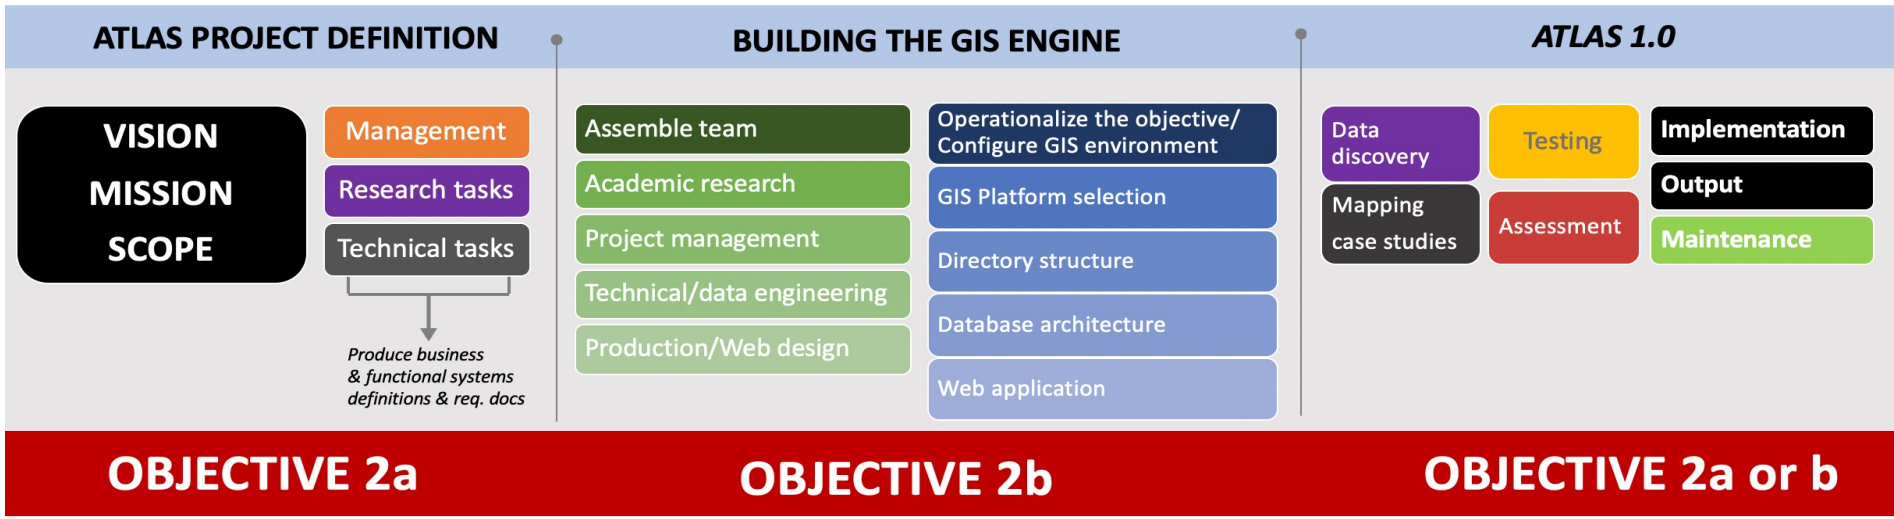 ATLAS PROJECT DEFINITION
BUILDING THE GIS ENGINE
ATLAS 1.0
VISION
MISSION
SCOPE
Management
Research tasks
Technical tasks
Produce business
& functional systems
definitions & req. docs
Assemble team
Academic research
Project management
Technical/data engineering
Production/Web design
Operationalize the objective/
Configure GIS environment
GIS Platform selection
Directory structure
Database architecture
Web application
Data
discovery
Mapping
case studies
Testing
Assessment
Implementation
Output
Maintenance
OBJECTIVE 2a
OBJECTIVE 2b
OBJECTIVE 2a or b